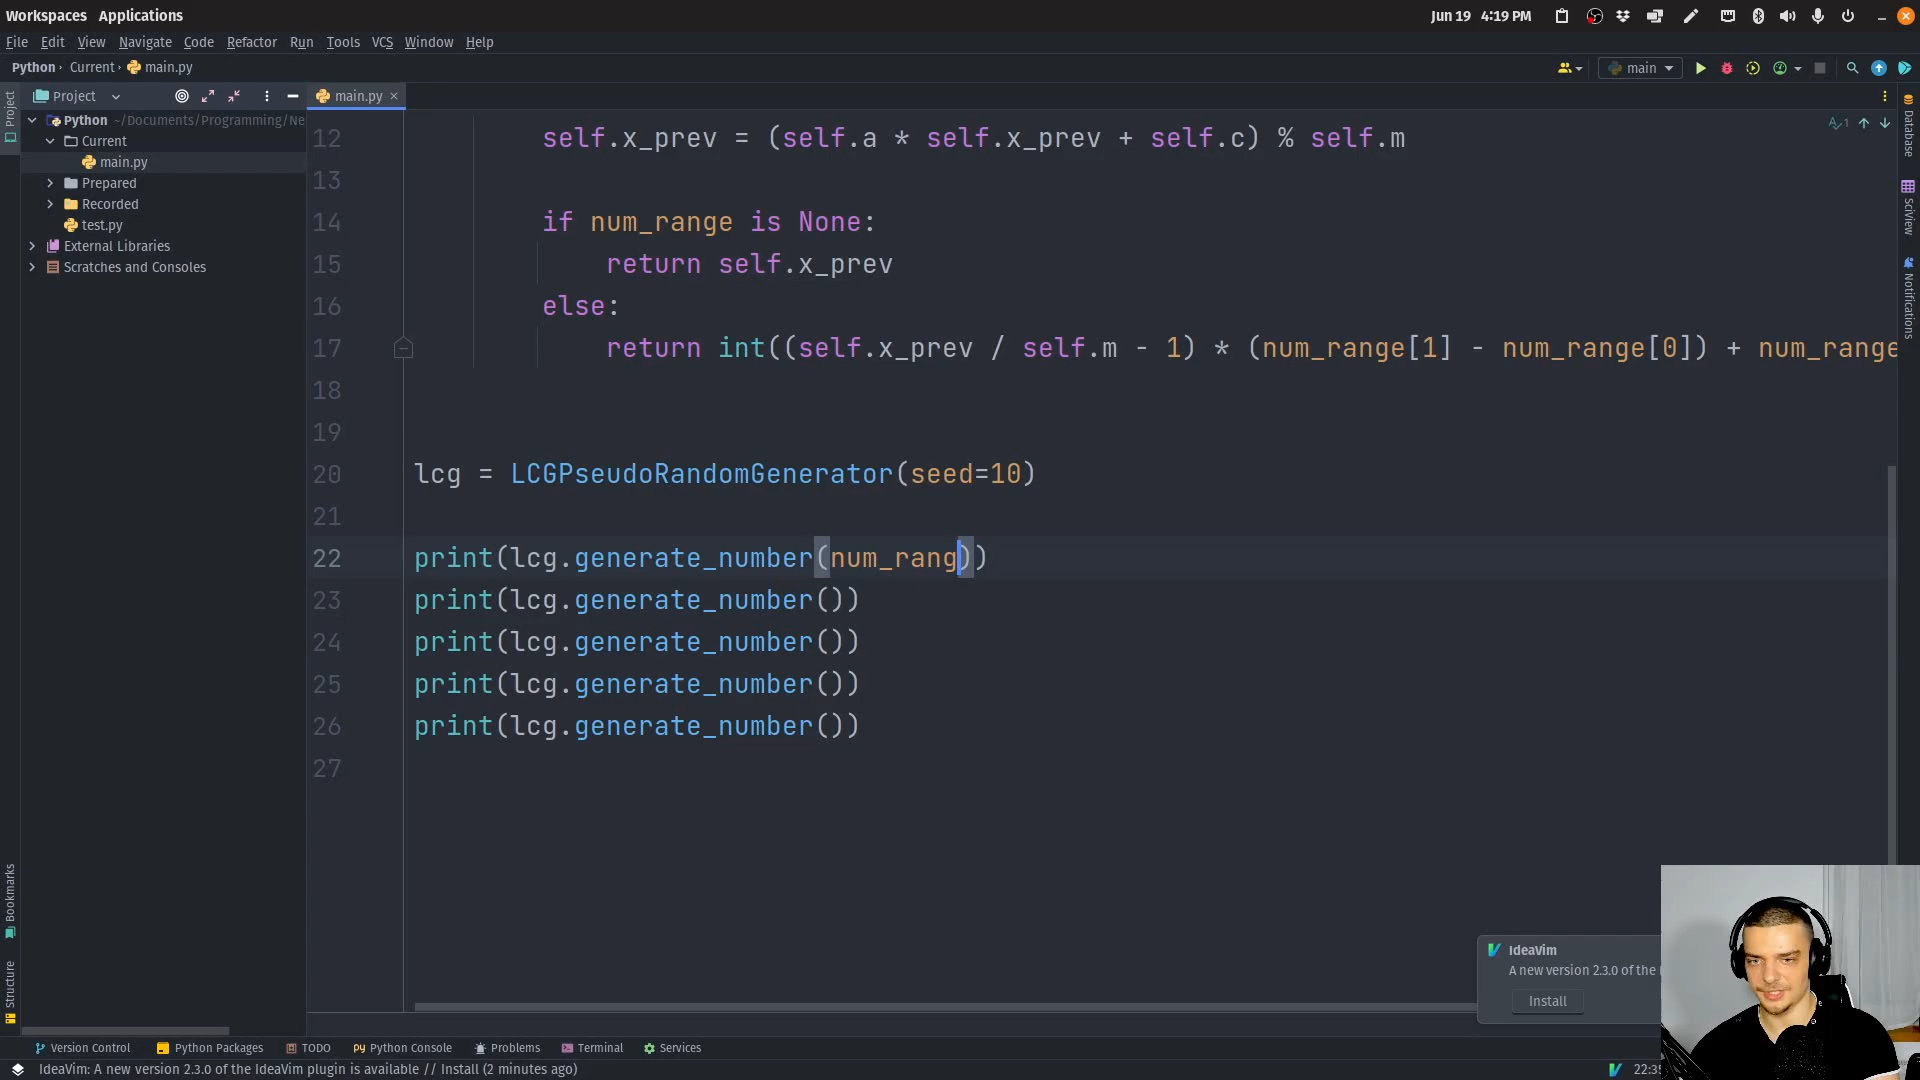 Workspaces Applications
Jun 19 4:19 PM
File Edit View Navigate Code Refactor Run Tools VCS Window Help
Python › Current › main.py
main
Project
main.py
Python ~/Documents/Programming/Ne
Current
main.py
Prepared
Recorded
test.py
External Libraries
Scratches and Consoles
Project
Bookmarks
Structure
12 self.x_prev = (self.a * self.x_prev + self.c) % self.m
13
14 if num_range is None:
15 return self.x_prev
16 else:
17 return int((self.x_prev / self.m - 1) * (num_range[1] - num_range[0]) + num_range
18
19
20 lcg = LCGPseudoRandomGenerator(seed=10)
21
22 print(lcg.generate_number(num_rang))
23 print(lcg.generate_number())
24 print(lcg.generate_number())
25 print(lcg.generate_number())
26 print(lcg.generate_number())
27
1
Database
SciView
Notifications
IdeaVim
A new version 2.3.0 of the
Install
Version Control Python Packages TODO Python Console Problems Terminal Services
IdeaVim: A new version 2.3.0 of the IdeaVim plugin is available // Install (2 minutes ago)